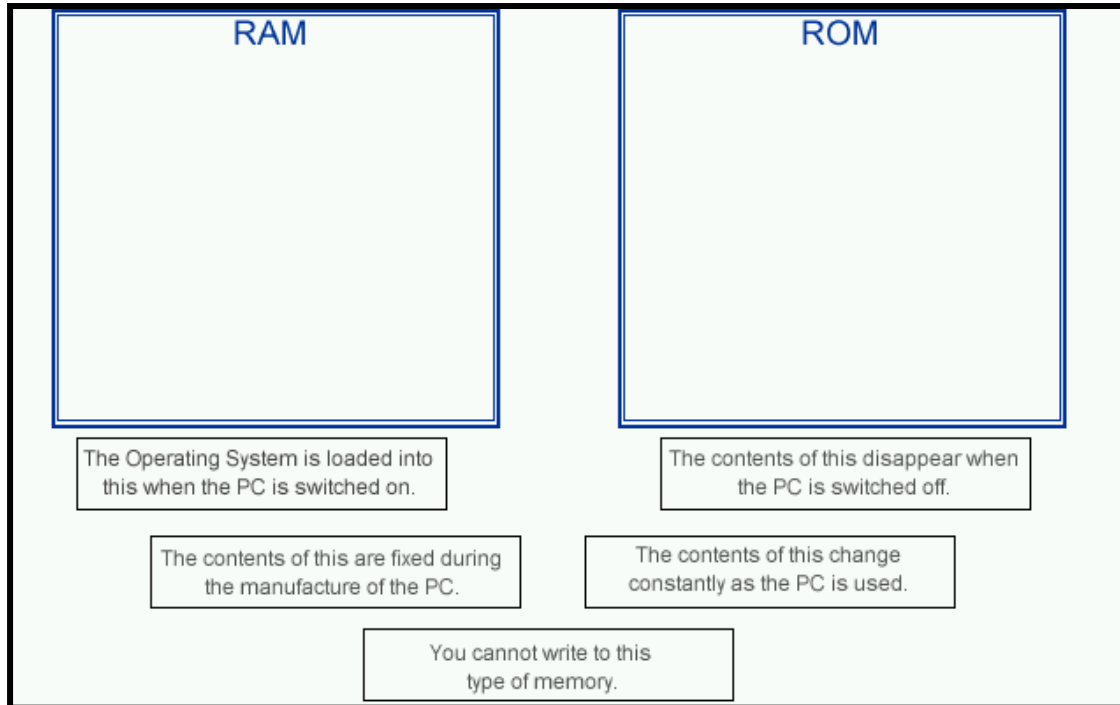 RAM
ROM
The Operating System is loaded into
this when the PC is switched on.
The contents of this disappear when
the PC is switched off.
The contents of this are fixed during
the manufacture of the PC.
The contents of this change
constantly as the PC is used.
You cannot write to this
type of memory.